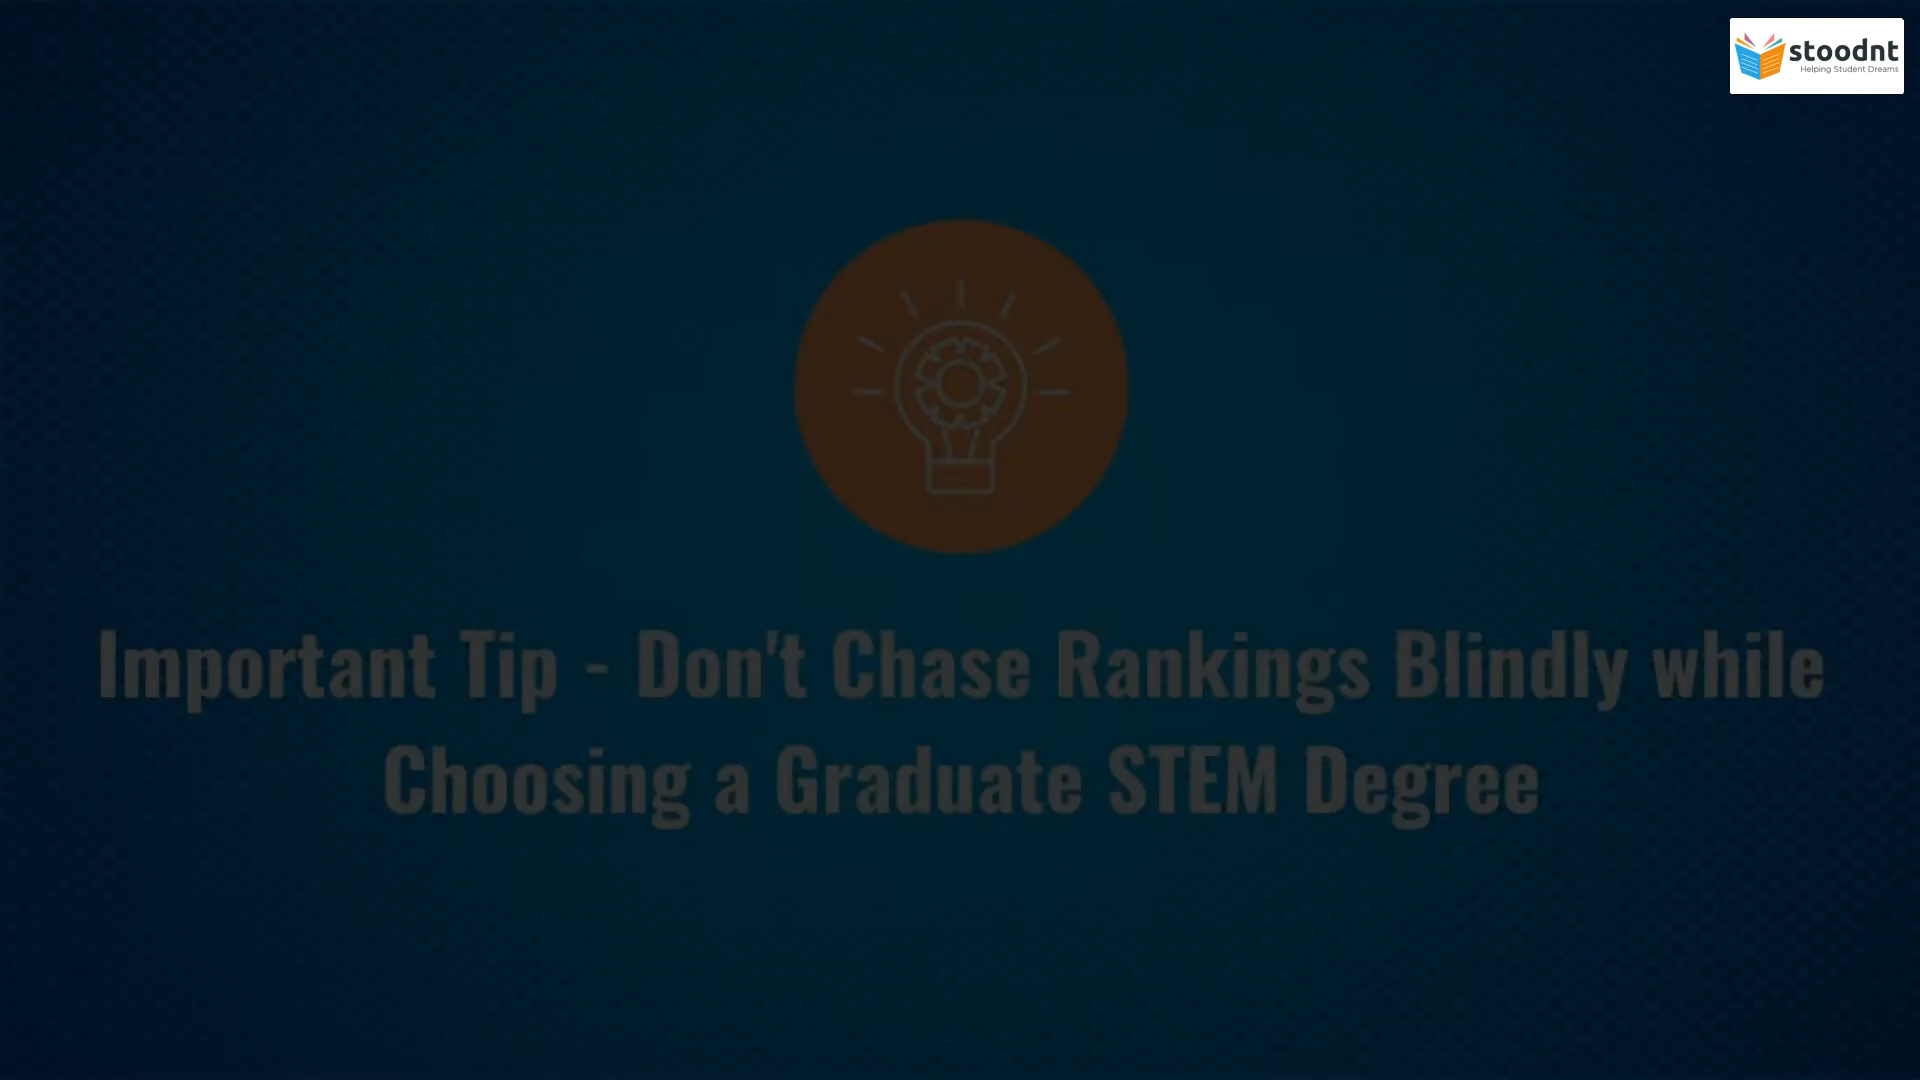 stoodnt
Helping Student Dreams
Important Tip - Don't Chase Rankings Blindly while
Choosing a Graduate STEM Degree